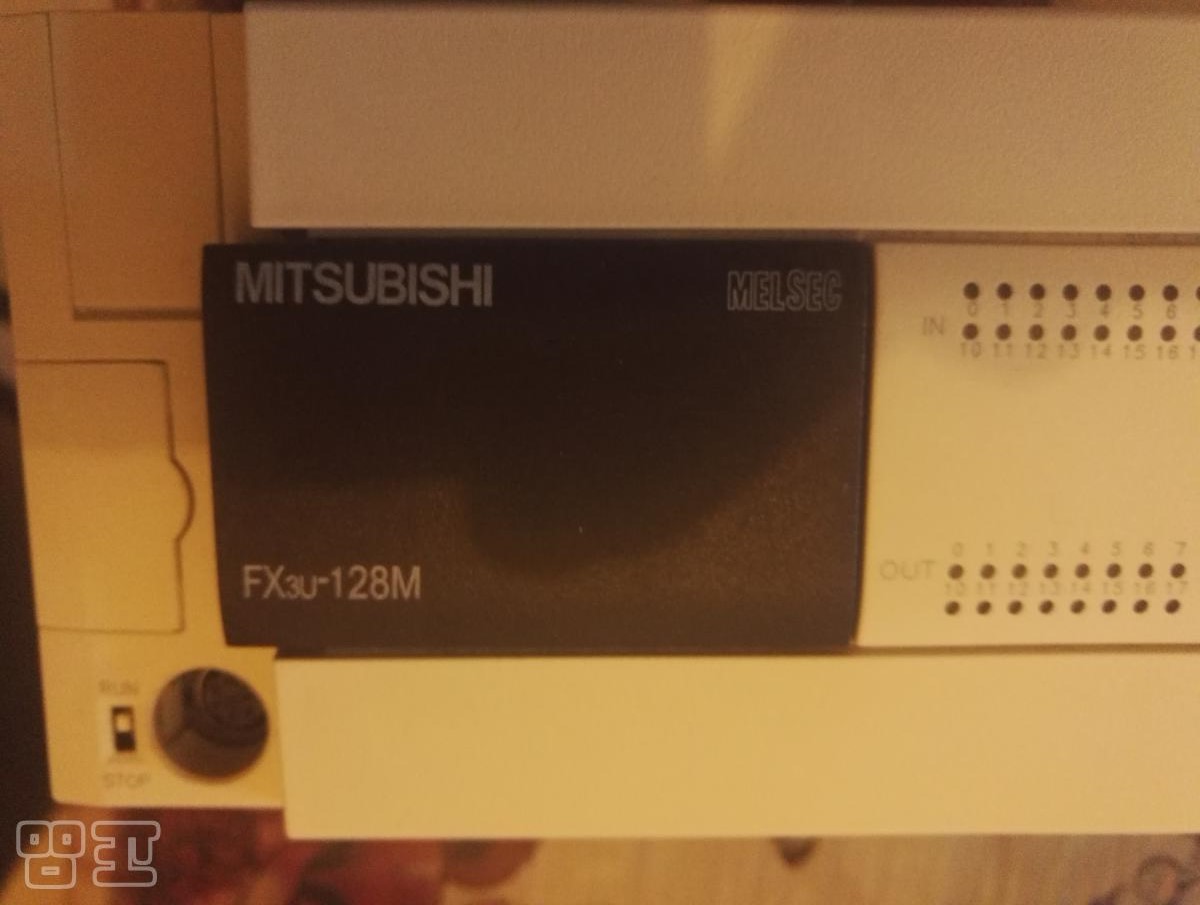 MITSUBISHI
MELSEC
0 1 2 3 4 5 6
IN
10 11 12 13 14 15 16 1
FX3U-128M
0 1 2 3 4 5 6 7
OUT
10 11 12 13 14 15 16 17
RUN
STOP